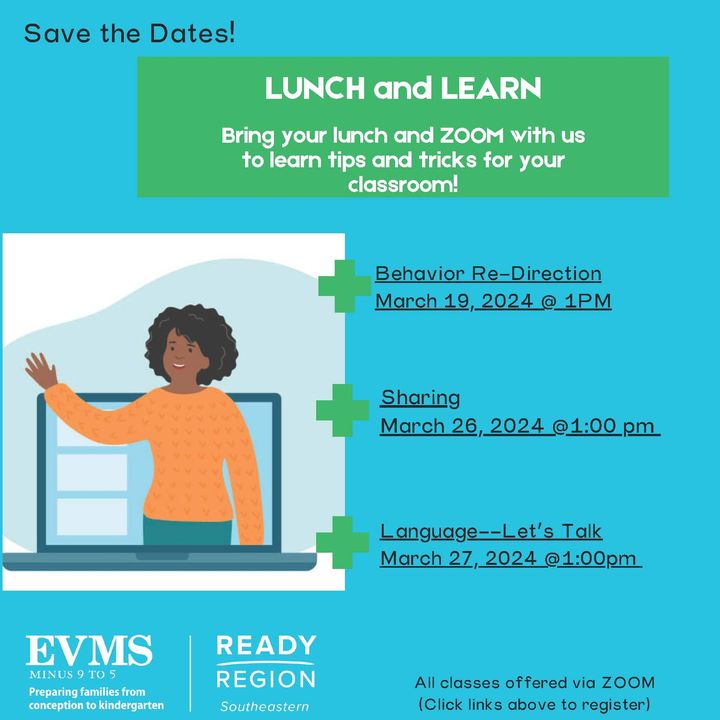 Save the Dates!
LUNCH and LEARN
Bring your lunch and ZOOM with us
to learn tips and tricks for your
classroom!
Behavior Re-Direction
March 19, 2024 @ 1PM
Sharing
March 26, 2024 @1:00 pm
Language--Let's Talk
March 27, 2024 @1:00pm
EVMS
MINUS 9 TO 5
Preparing families from
conception to kindergarten
READY
REGION
Southeastern
All classes offered via ZOOM
(Click links above to register)